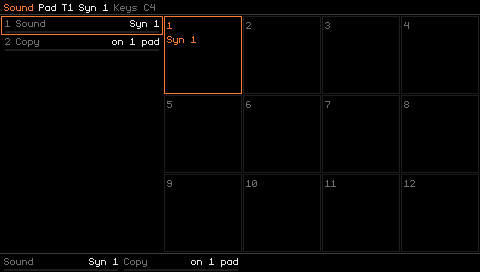 Sound Pad T1 Syn 1 Keys C4
1 Sound Syn 1
2 Copy on 1 pad
1 2 3 4
Syn 1
5 6 7 8
9 10 11 12
Sound Syn 1 Copy on 1 pad